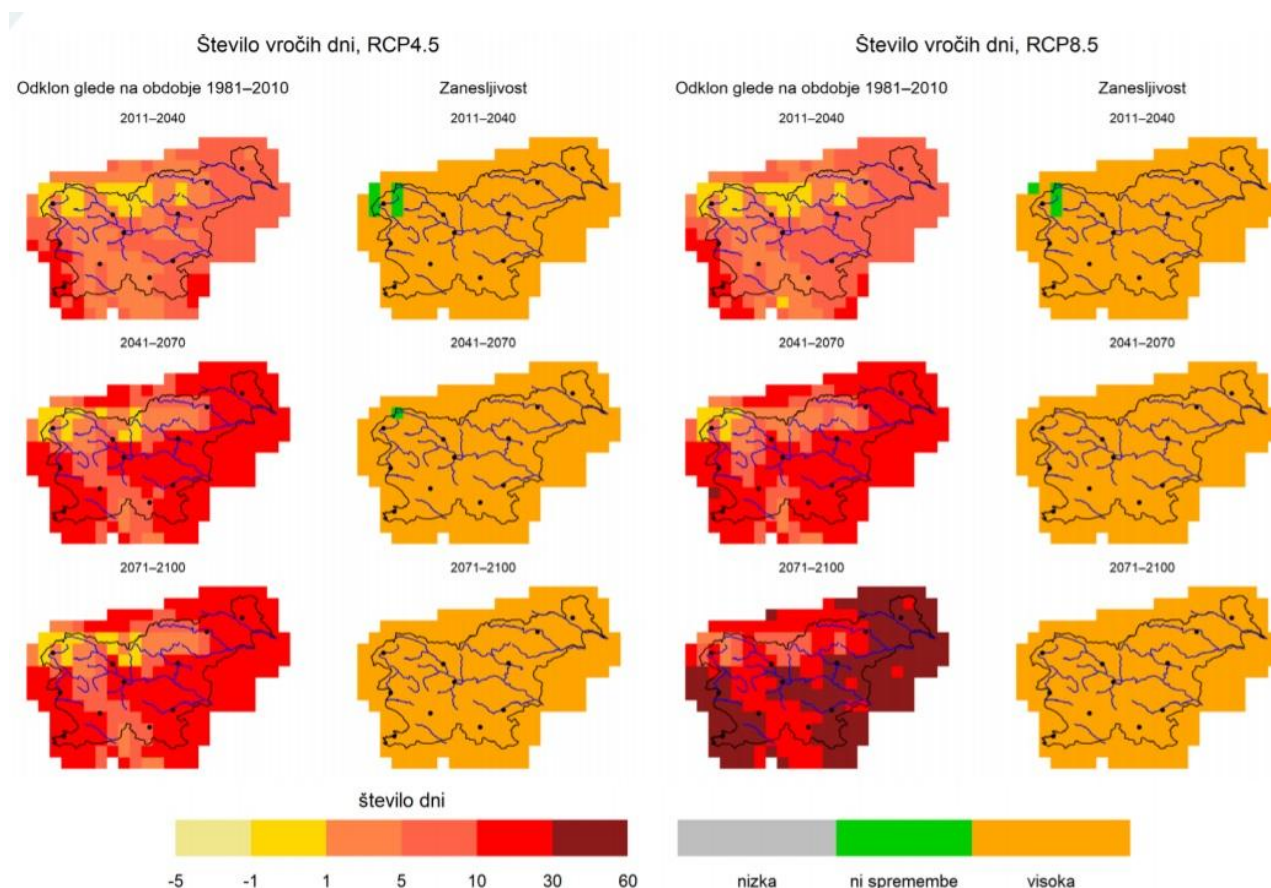 Število vročih dni, RCP4.5
Število vročih dni, RCP8.5
Odklon glede na obdobje 1981–2010
Zanesljivost
Odklon glede na obdobje 1981–2010
Zanesljivost
2011–2040
2011–2040
2011–2040
2011–2040
2041–2070
2041–2070
2041–2070
2041–2070
2071–2100
2071–2100
2071–2100
2071–2100
število dni
-5 -1 1 5 10 30 60
nizka ni spremembe visoka